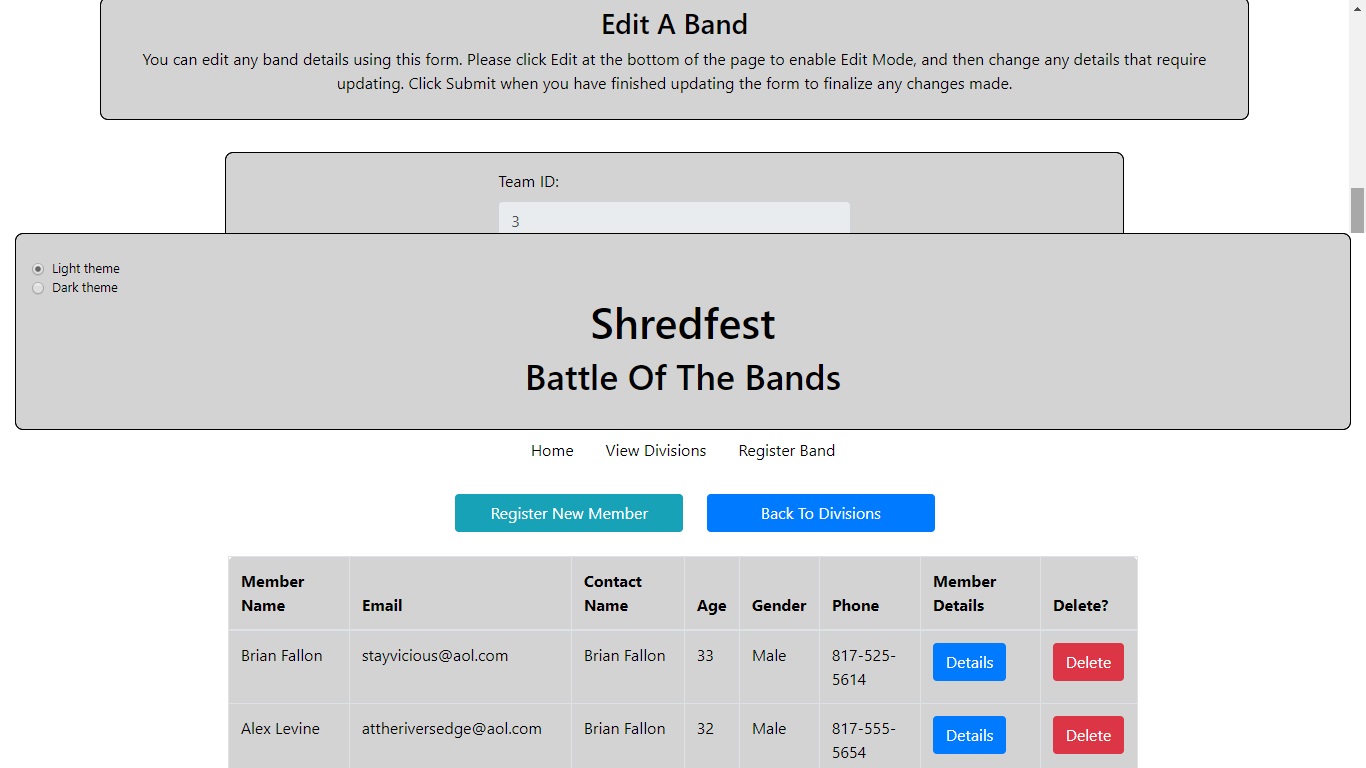 Edit A Band
You can edit any band details using this form. Please click Edit at the bottom of the page to enable Edit Mode, and then change any details that require
updating. Click Submit when you have finished updating the form to finalize any changes made.
Team ID:
3
Light theme
Dark theme
Shredfest
Battle Of The Bands
Home View Divisions Register Band
Register New Member Back To Divisions
Member Name Email Contact Name Age Gender Phone Member Details Delete?
Brian Fallon stayvicious@aol.com Brian Fallon 33 Male 817-525-5614 Details Delete
Alex Levine attheriversedge@aol.com Brian Fallon 32 Male 817-555-5654 Details Delete